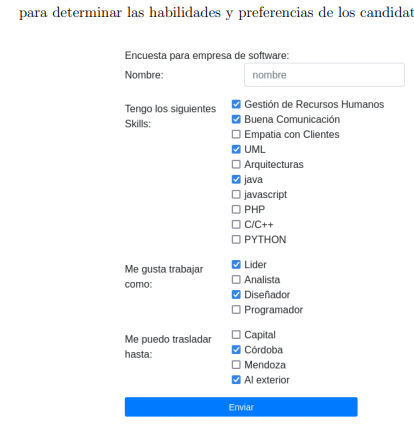 para determinar las habilidades y preferencias de los candidat
Encuesta para empresa de software:
Nombre:
nombre
Tengo los siguientes
Skills:
Gestión de Recursos Humanos
Buena Comunicación
Empatia con Clientes
UML
Arquitecturas
java
javascript
PHP
C/C++
PYTHON
Me gusta trabajar
como:
Lider
Analista
Diseñador
Programador
Me puedo trasladar
hasta:
Capital
Córdoba
Mendoza
Al exterior
Enviar